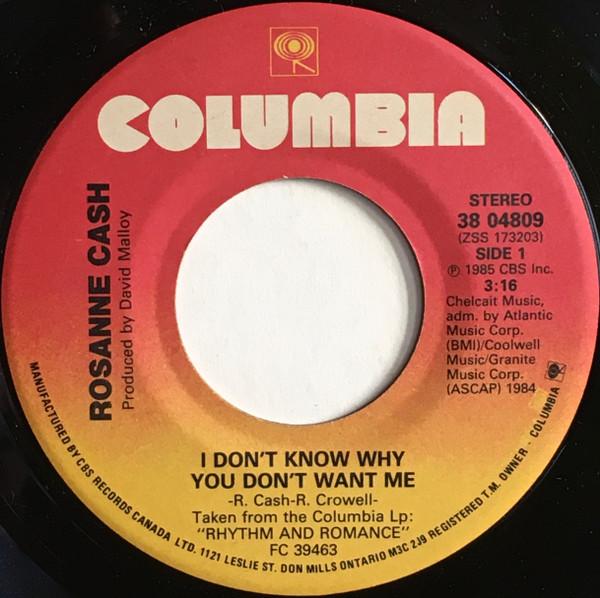 COLUMBIA
ROSANNE CASH
Produced by David Malloy
STEREO
38 04809
(ZSS 173203)
SIDE 1
℗ 1985 CBS Inc.
3:16
Chelcait Music,
adm. by Atlantic
Music Corp.
(BMI)/Coolwell
Music/Granite
Music Corp.
(ASCAP) 1984
I DON'T KNOW WHY
YOU DON'T WANT ME
-R. Cash-R. Crowell-
Taken from the Columbia Lp:
"RHYTHM AND ROMANCE"
FC 39463
MANUFACTURED BY CBS RECORDS CANADA LTD. 1121 LESLIE ST. DON MILLS ONTARIO M3C 2J9 REGISTERED T.M. OWNER - COLUMBIA